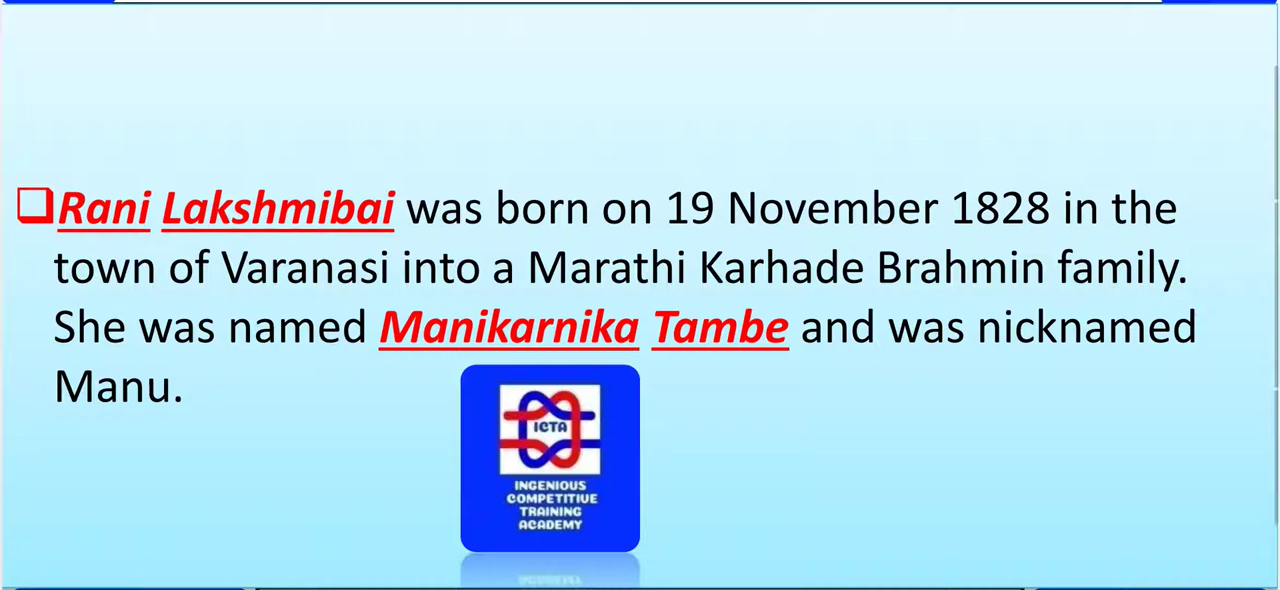 Rani Lakshmibai was born on 19 November 1828 in the
town of Varanasi into a Marathi Karhade Brahmin family.
She was named Manikarnika Tambe and was nicknamed
Manu.
ICTA
INGENIOUS
COMPETITIVE
TRAINING
ACADEMY